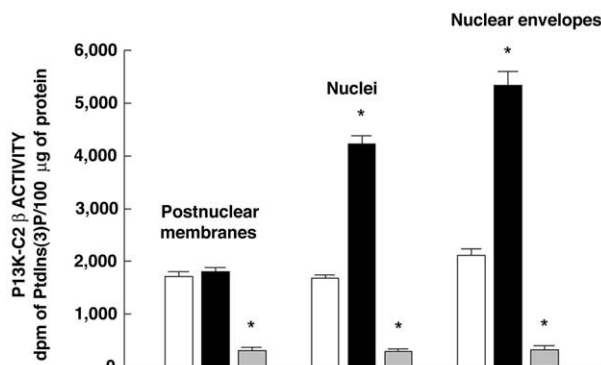 Nuclear envelopes
*
6,000
5,000
Nuclei
*
4,000
3,000
Postnuclear
membranes
2,000
1,000
* * *
0
P13K-C2 β ACTIVITY
dpm of PtdIns(3)P/100 µg of protein